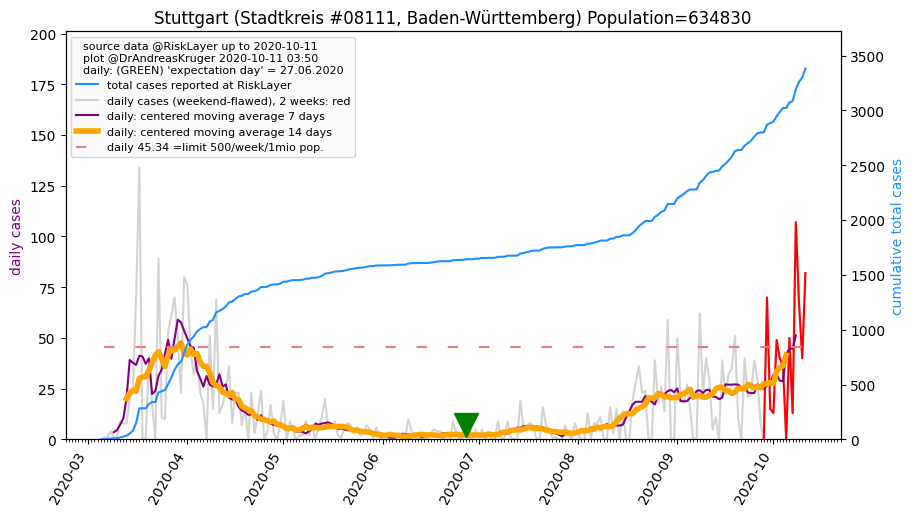 Stuttgart (Stadtkreis #08111, Baden-Württemberg) Population=634830
source data @RiskLayer up to 2020-10-11
plot @DrAndreasKruger 2020-10-11 03:50
daily: (GREEN) 'expectation day' = 27.06.2020
total cases reported at RiskLayer
daily cases (weekend-flawed), 2 weeks: red
daily: centered moving average 7 days
daily: centered moving average 14 days
daily 45.34 =limit 500/week/1mio pop.
daily cases
200
175
150
125
100
75
50
25
0
cumulative total cases
3500
3000
2500
2000
1500
1000
500
0
2020-03
2020-04
2020-05
2020-06
2020-07
2020-08
2020-09
2020-10